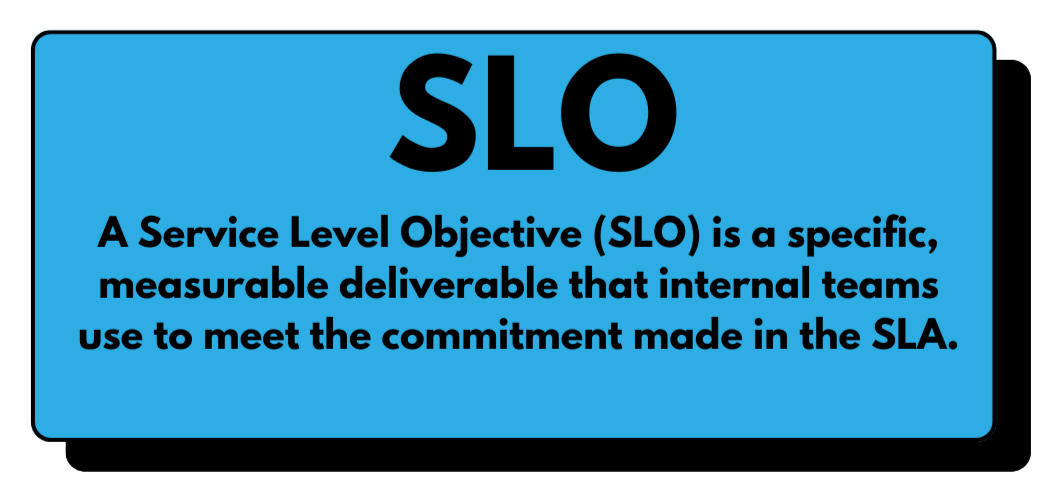 SLO
A Service Level Objective (SLO) is a specific,
measurable deliverable that internal teams
use to meet the commitment made in the SLA.